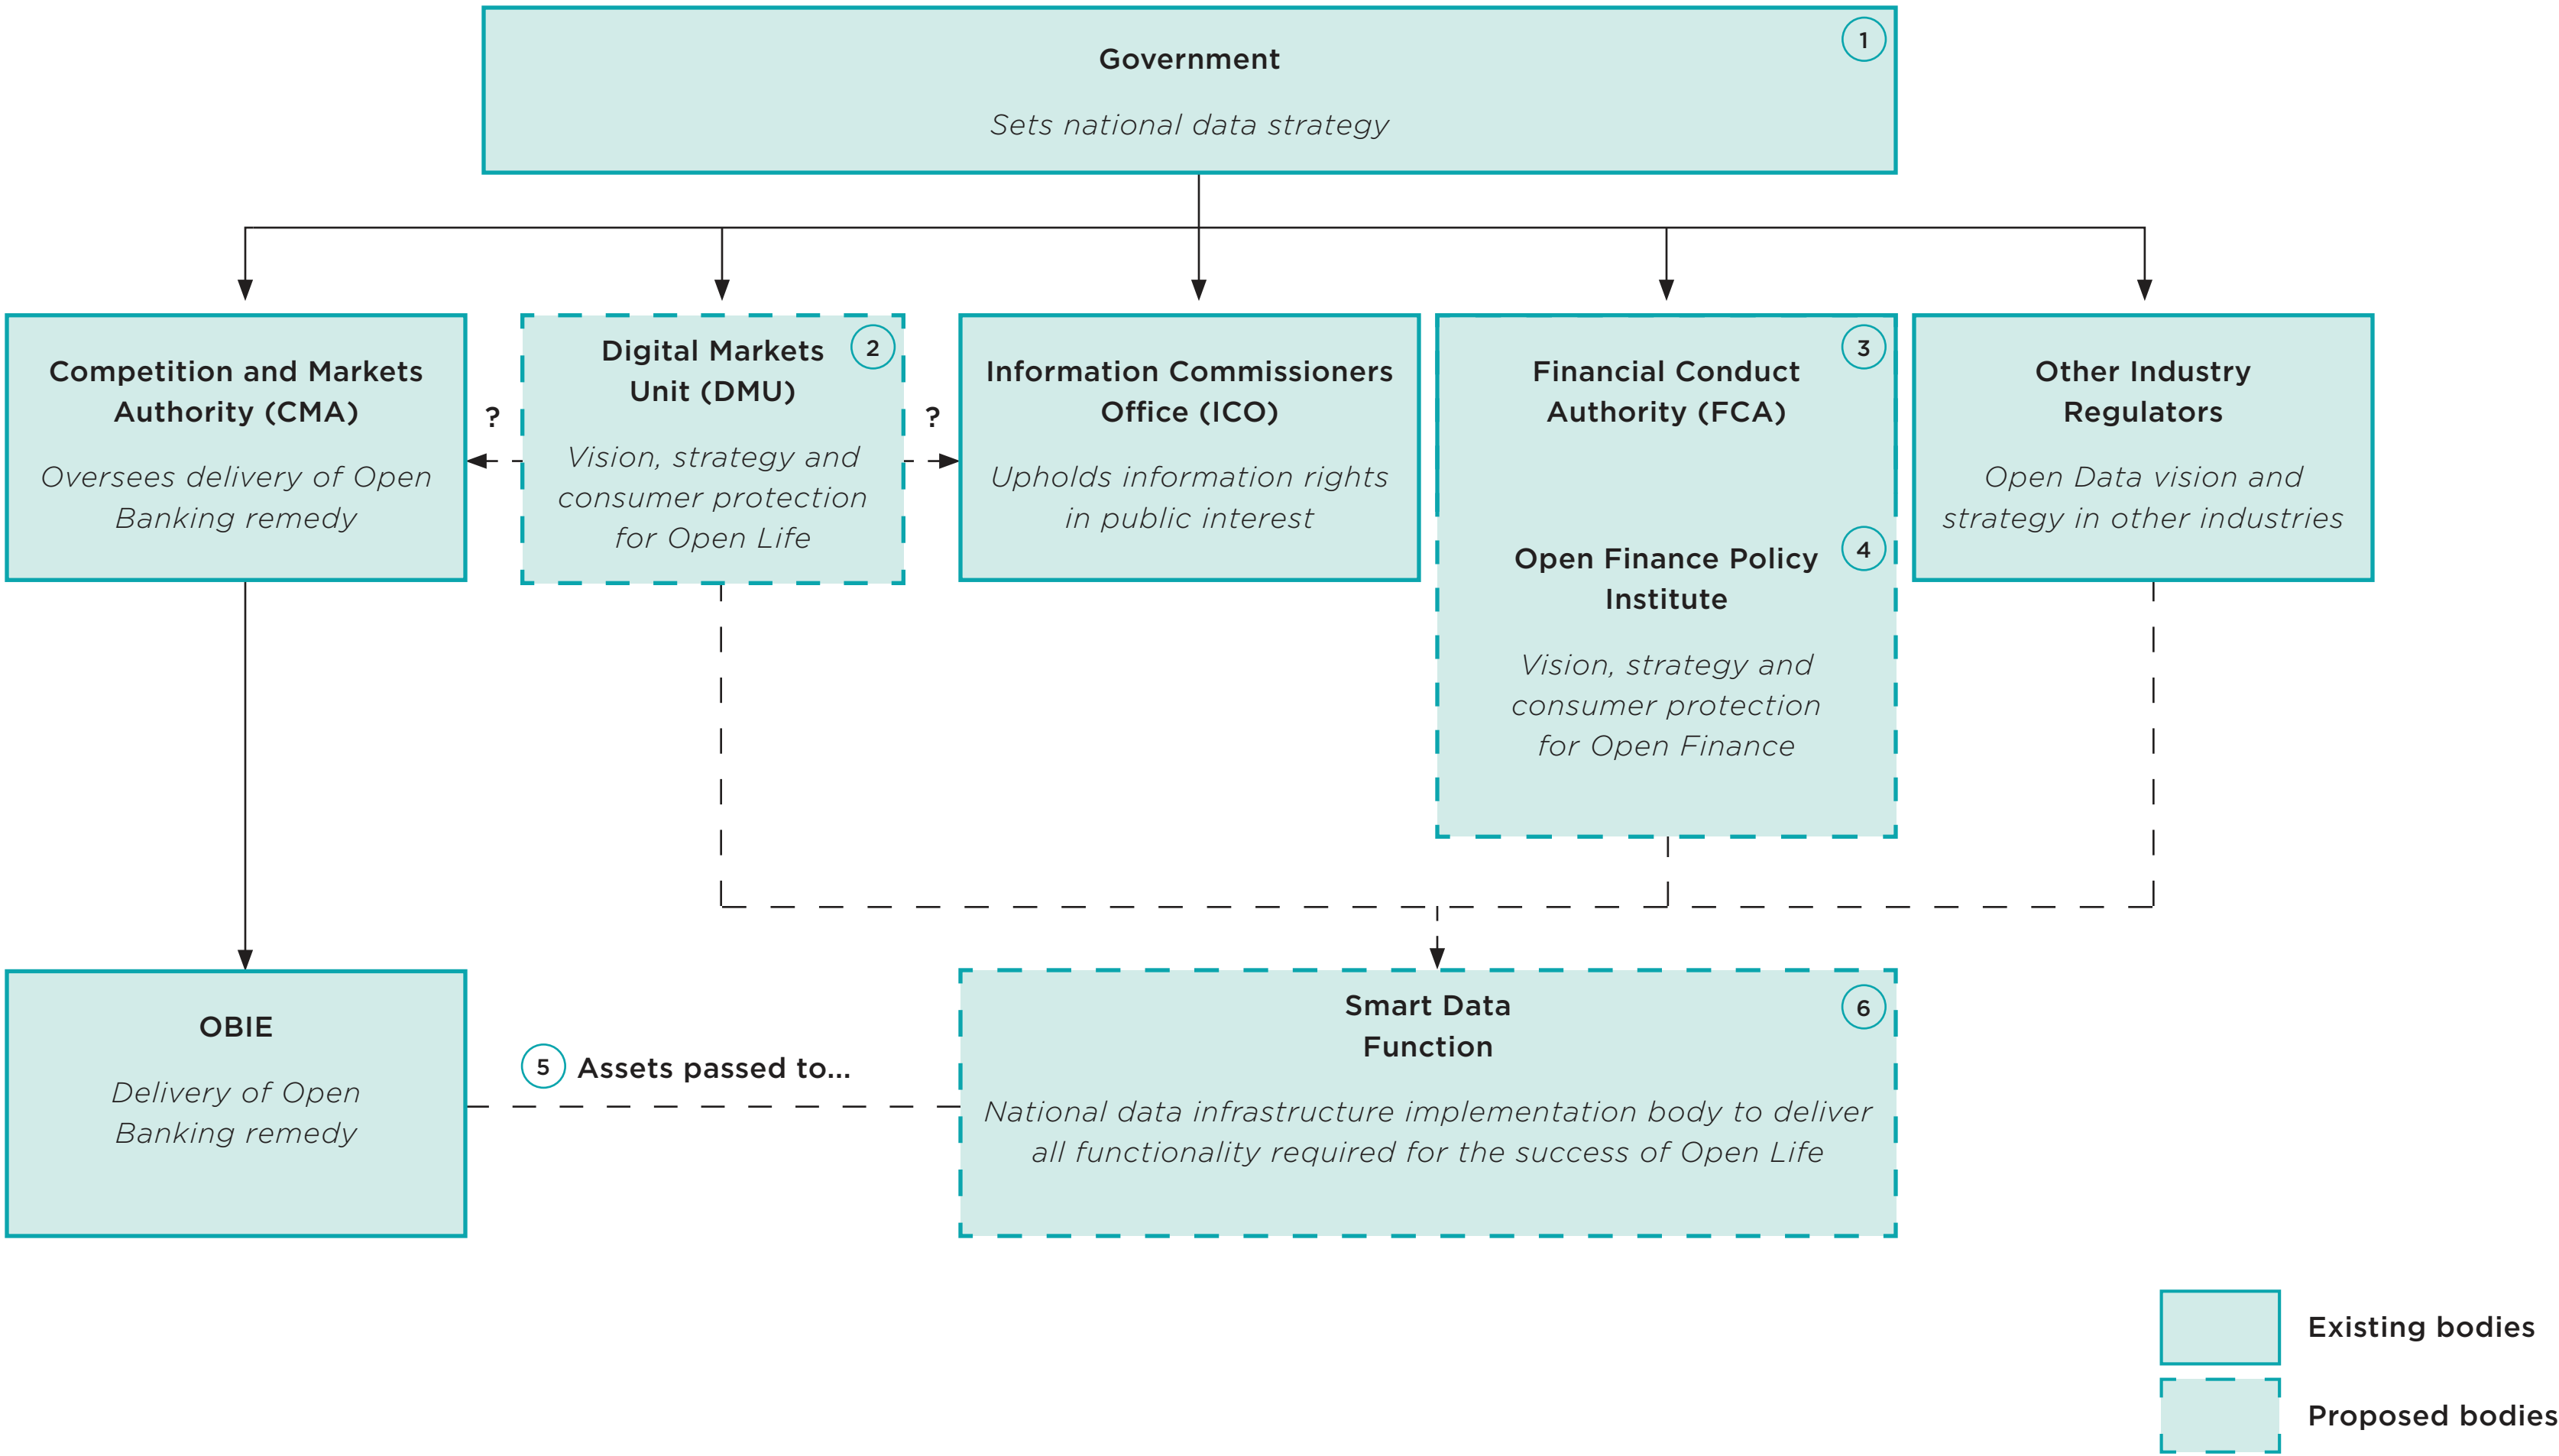 1
Government
Sets national data strategy
Competition and Markets
Authority (CMA)
Oversees delivery of Open
Banking remedy
?
2
Digital Markets
Unit (DMU)
Vision, strategy and
consumer protection
for Open Life
?
Information Commissioners
Office (ICO)
Upholds information rights
in public interest
3
Financial Conduct
Authority (FCA)
4
Open Finance Policy
Institute
Vision, strategy and
consumer protection
for Open Finance
Other Industry
Regulators
Open Data vision and
strategy in other industries
OBIE
Delivery of Open
Banking remedy
5 Assets passed to...
6
Smart Data
Function
National data infrastructure implementation body to deliver
all functionality required for the success of Open Life
Existing bodies
Proposed bodies